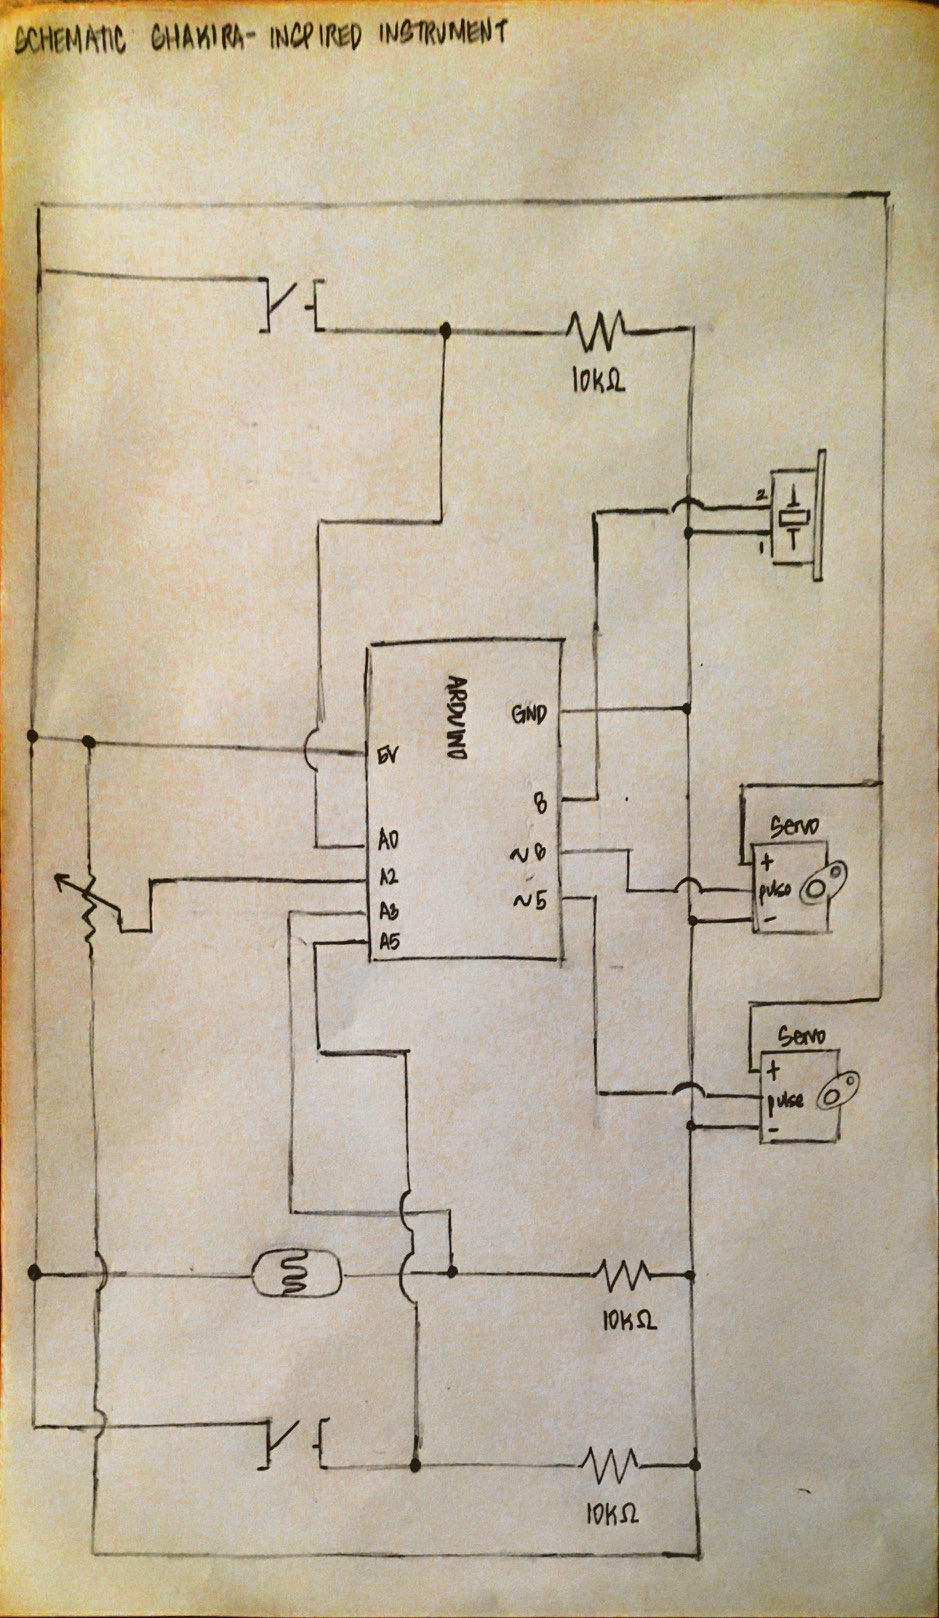 SCHEMATIC SHAKIRA-INSPIRED INSTRUMENT
10KΩ
2
1
ARDUINO
GND
5V
8
Servo
A0
~6
+
A2
pulse
~5
A3
-
A5
Servo
+
pulse
-
10KΩ
10KΩ